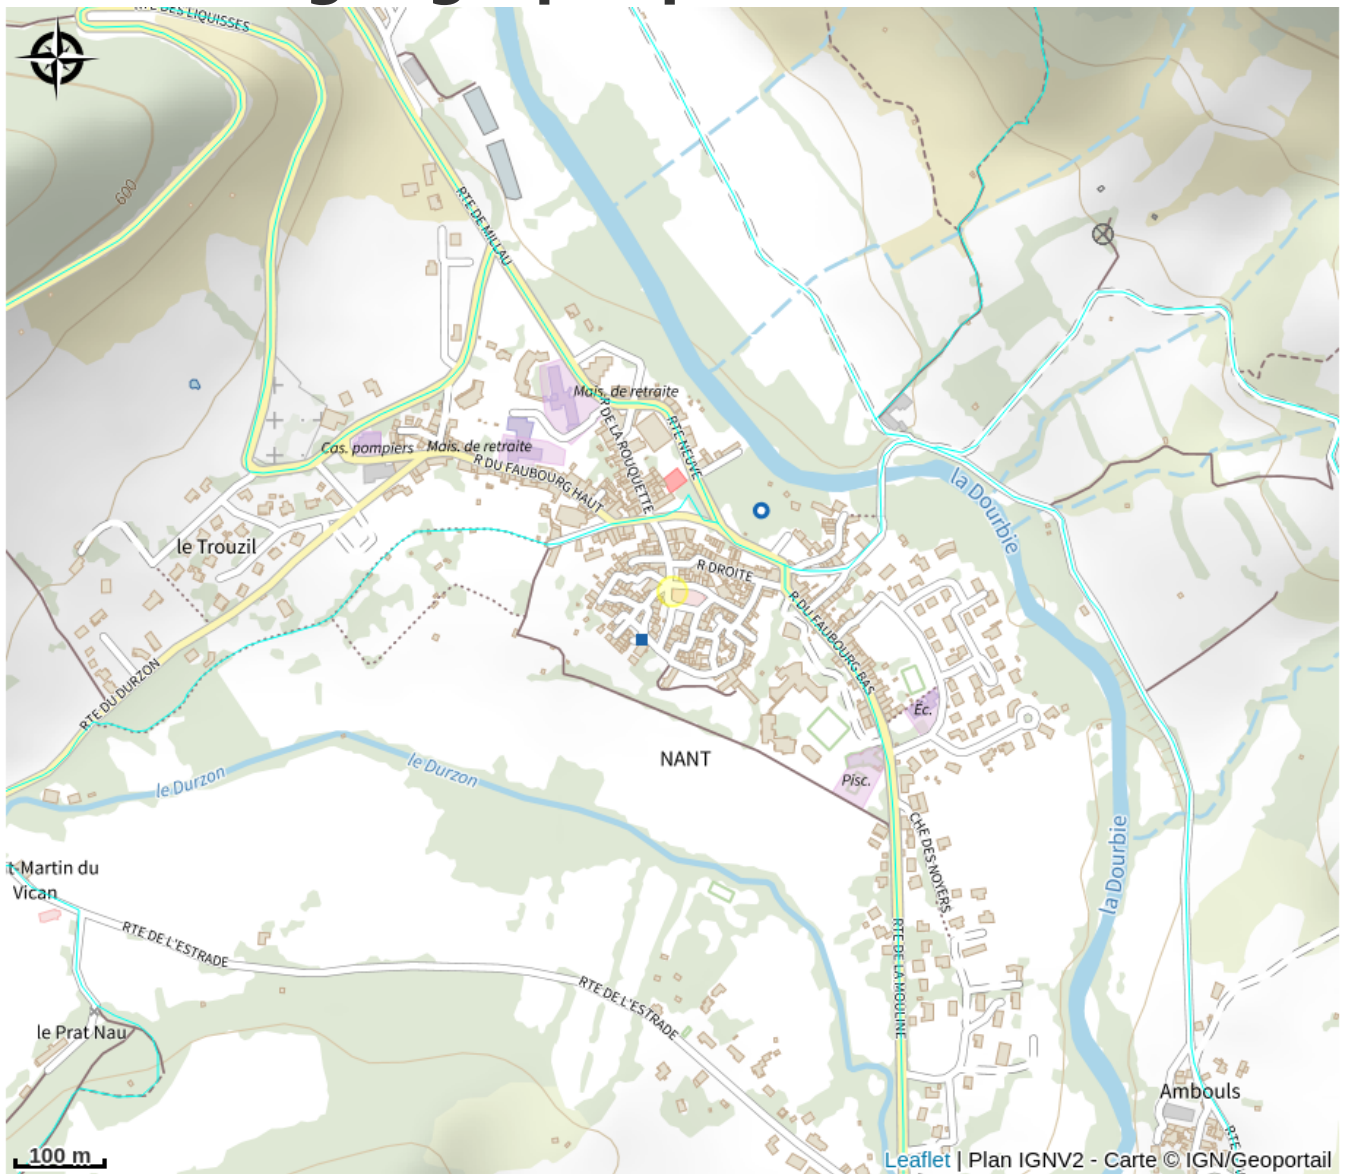 RTE DES LIQUISSES
600
RTE DE MILLAU
Mais. de retraite
R DE LA ROUQUETTE
RTE NEUVE
Cas. pompiers
Mais. de retraite
R DU FAUBOURG HAUT
la Dourbie
le Trouzil
R DROITE
R DU FAUBOURG BAS
RTE DU DURZON
Ec.
NANT
le Durzon
le Durzon
Pisc.
CHE DES NOYERS
la Dourbie
t-Martin du
Vican
RTE DE L'ESTRADE
RTE DE LA MOULINE
RTE DE L'ESTRADE
le Prat Nau
Ambouls
RTE
100 m
Leaflet | Plan IGNV2 - Carte © IGN/Geoportail